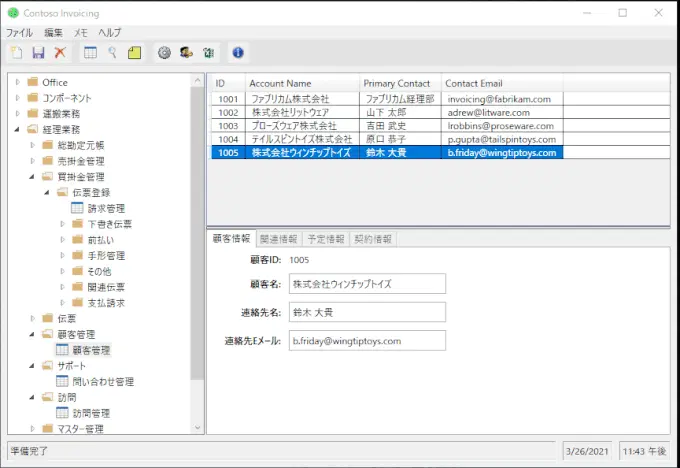 Contoso Invoicing
ファイル 編集 メモ ヘルプ
Office
コンポーネント
運搬業務
経理業務
総勘定元帳
売掛金管理
買掛金管理
伝票登録
請求管理
下書き伝票
前払い
手形管理
その他
関連伝票
支払請求
伝票
顧客管理
顧客管理
サポート
問い合わせ管理
訪問
訪問管理
マスター管理
ID Account Name Primary Contact Contact Email
1001 ファブリカム株式会社 ファブリカム経理部 invoicing@fabrikam.com
1002 株式会社リットウェア 山下 太郎 adrew@litware.com
1003 プローズウェア株式会社 吉田 武史 lrobbins@proseware.com
1004 テイルスピントイズ株式会社 原口 恭子 p.gupta@tailspintoys.com
1005 株式会社ウィンチップトイズ 鈴木 大貴 b.friday@wingtiptoys.com
顧客情報 関連情報 予定情報 契約情報
顧客ID: 1005
顧客名: 株式会社ウィンチップトイズ
連絡先名: 鈴木 大貴
連絡先Eメール: b.friday@wingtiptoys.com
準備完了 3/26/2021 11:43 午後